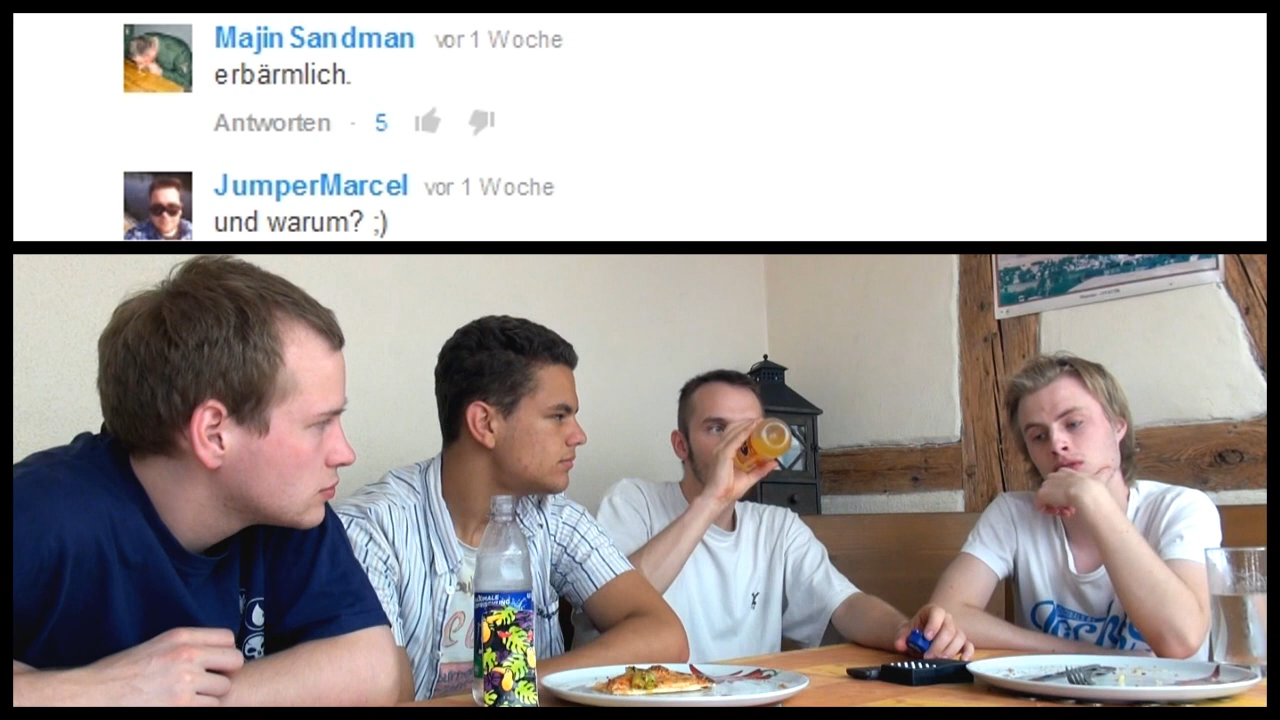 Majin Sandman vor 1 Woche
erbärmlich.
Antworten · 5
JumperMarcel vor 1 Woche
und warum? ;)